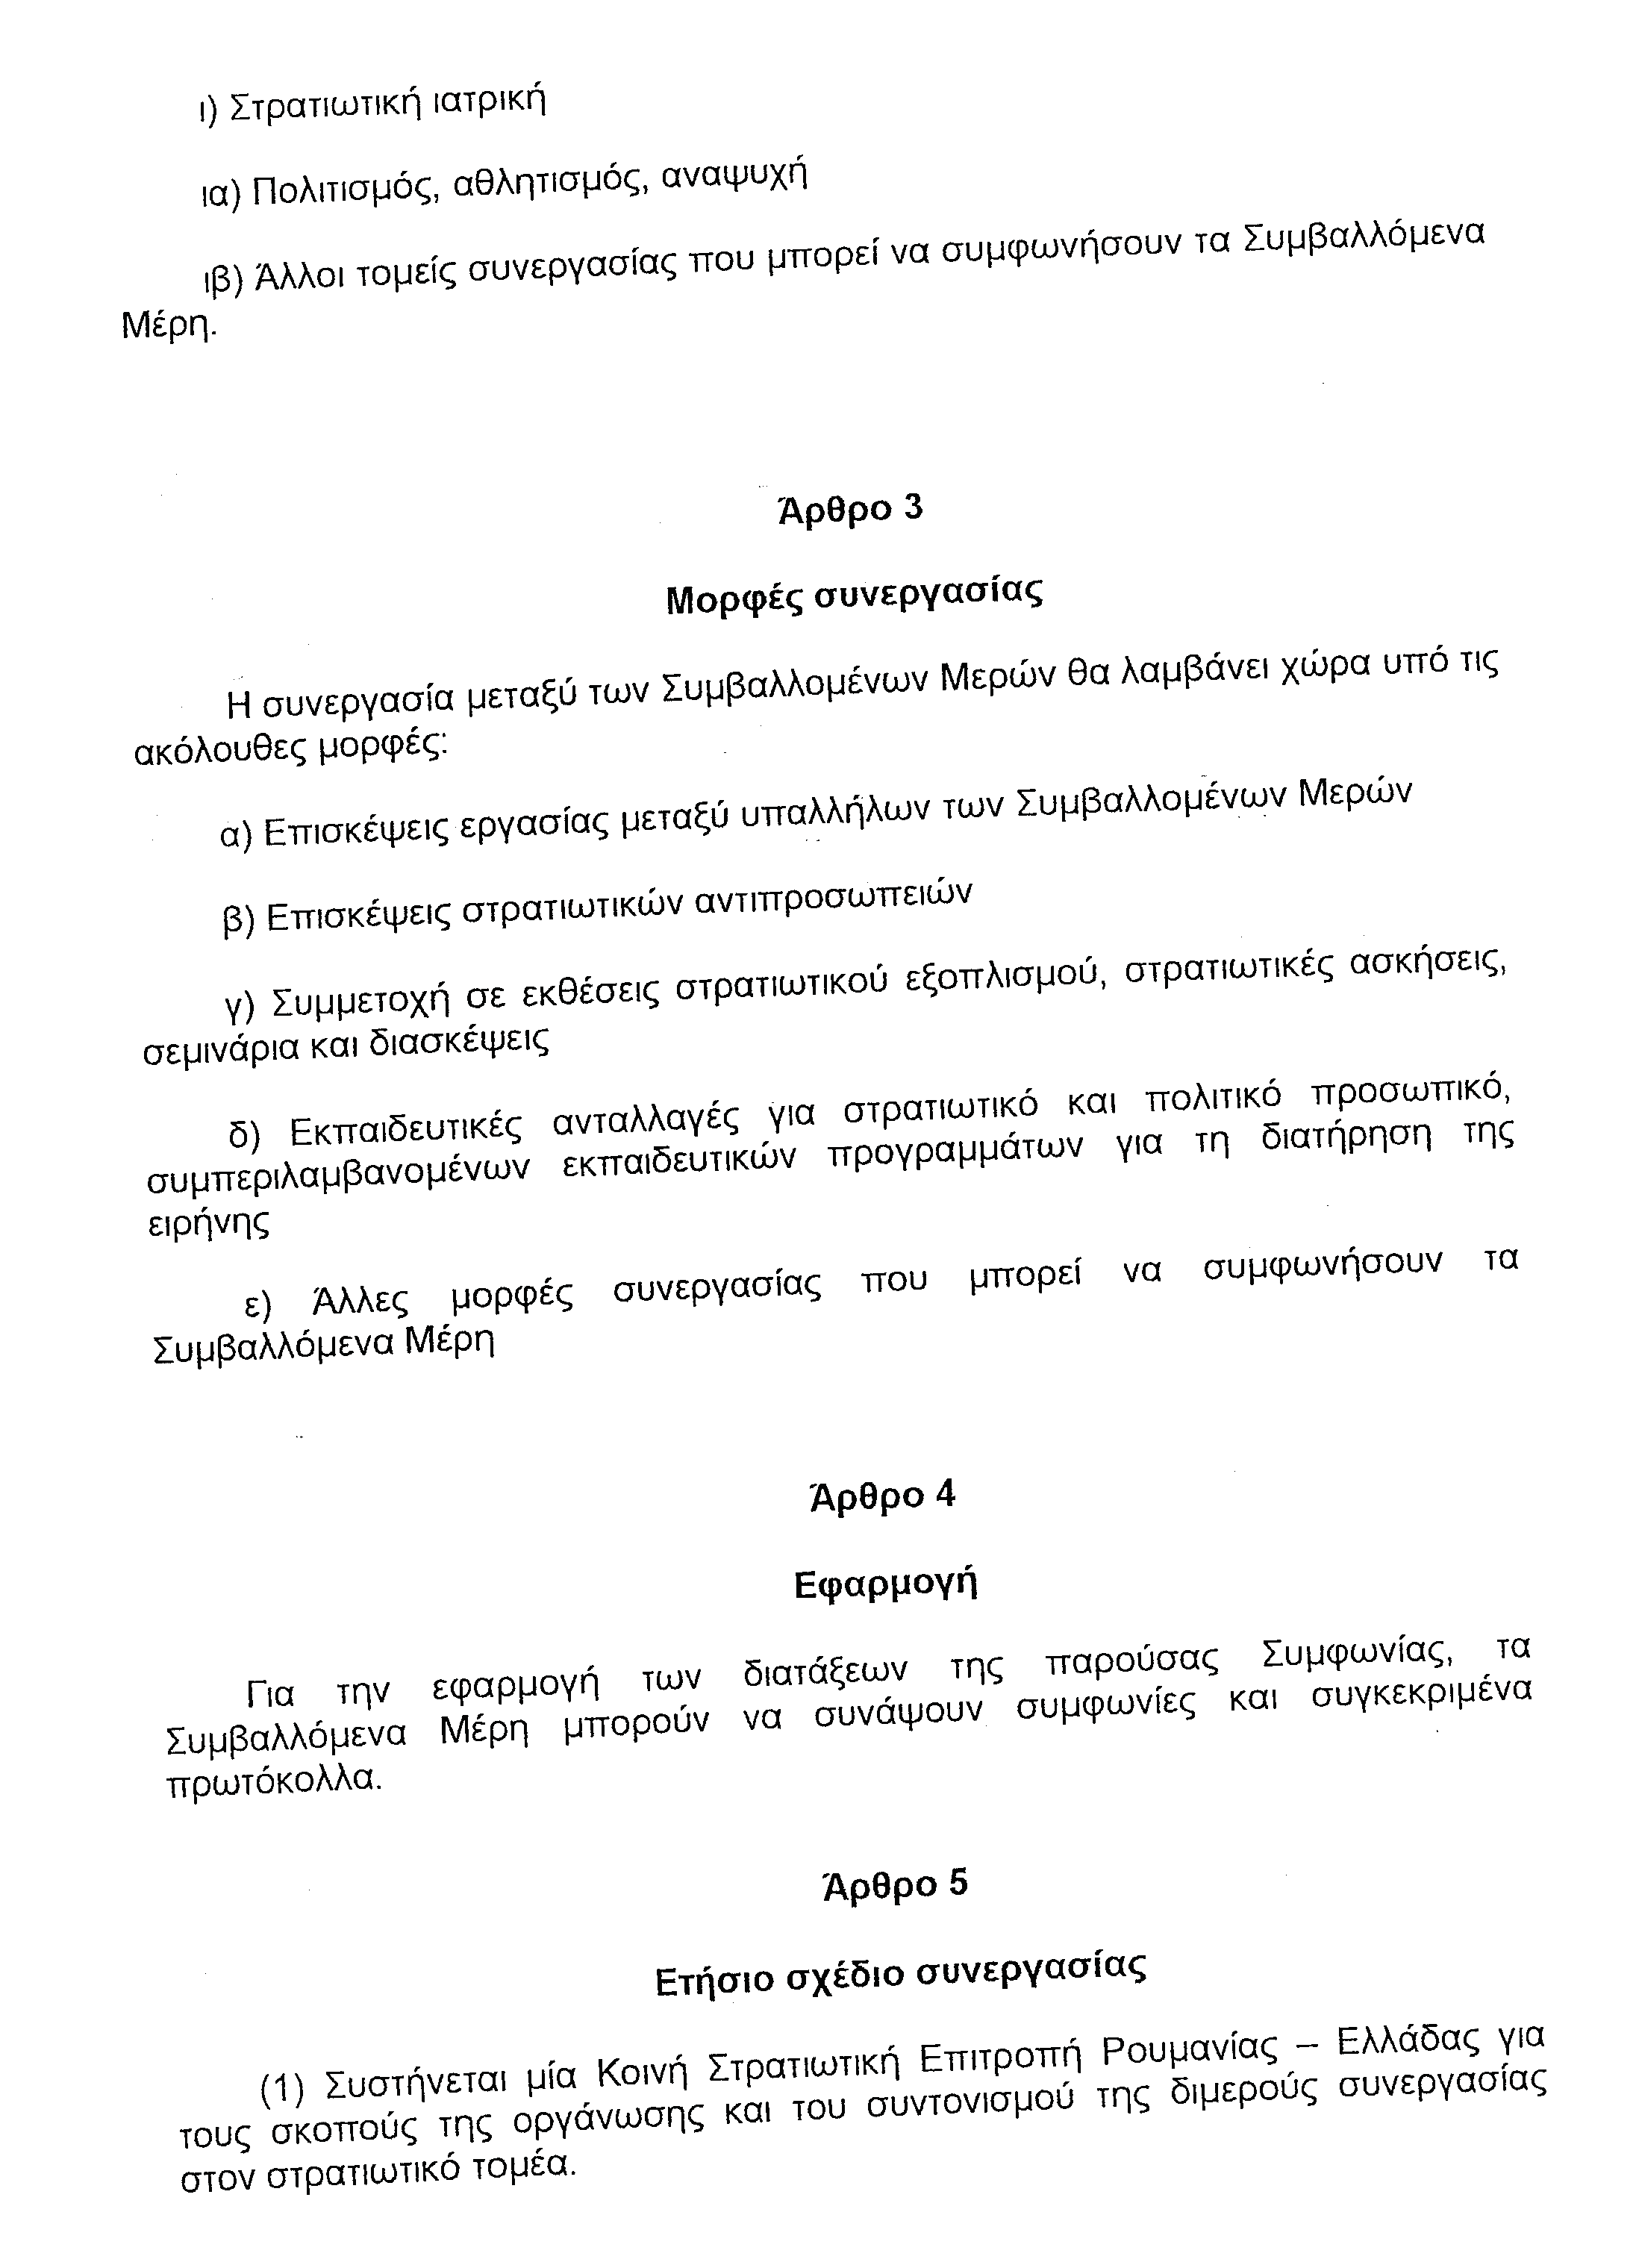 ι) Στρατιωτική ιατρική
ια) Πολιτισμός, αθλητισμός, αναψυχή
ιβ) Άλλοι τομείς συνεργασίας που μπορεί να συμφωνήσουν τα Συμβαλλόμενα
Μέρη.
Άρθρο 3
Μορφές συνεργασίας
Η συνεργασία μεταξύ των Συμβαλλομένων Μερών θα λαμβάνει χώρα υπό τις
ακόλουθες μορφές:
α) Επισκέψεις εργασίας μεταξύ υπαλλήλων των Συμβαλλομένων Μερών
β) Επισκέψεις στρατιωτικών αντιπροσωπειών
γ) Συμμετοχή σε εκθέσεις στρατιωτικού εξοπλισμού, στρατιωτικές ασκήσεις,
σεμινάρια και διασκέψεις
δ) Εκπαιδευτικές ανταλλαγές για στρατιωτικό και πολιτικό προσωπικό,
συμπεριλαμβανομένων εκπαιδευτικών προγραμμάτων για τη διατήρηση της
ειρήνης
ε) Άλλες μορφές συνεργασίας που μπορεί να συμφωνήσουν τα
Συμβαλλόμενα Μέρη
Άρθρο 4
Εφαρμογή
Για την εφαρμογή των διατάξεων της παρούσας Συμφωνίας, τα
Συμβαλλόμενα Μέρη μπορούν να συνάψουν συμφωνίες και συγκεκριμένα
πρωτόκολλα.
Άρθρο 5
Ετήσιο σχέδιο συνεργασίας
(1) Συστήνεται μία Κοινή Στρατιωτική Επιτροπή Ρουμανίας – Ελλάδας για
τους σκοπούς της οργάνωσης και του συντονισμού της διμερούς συνεργασίας
στον στρατιωτικό τομέα.